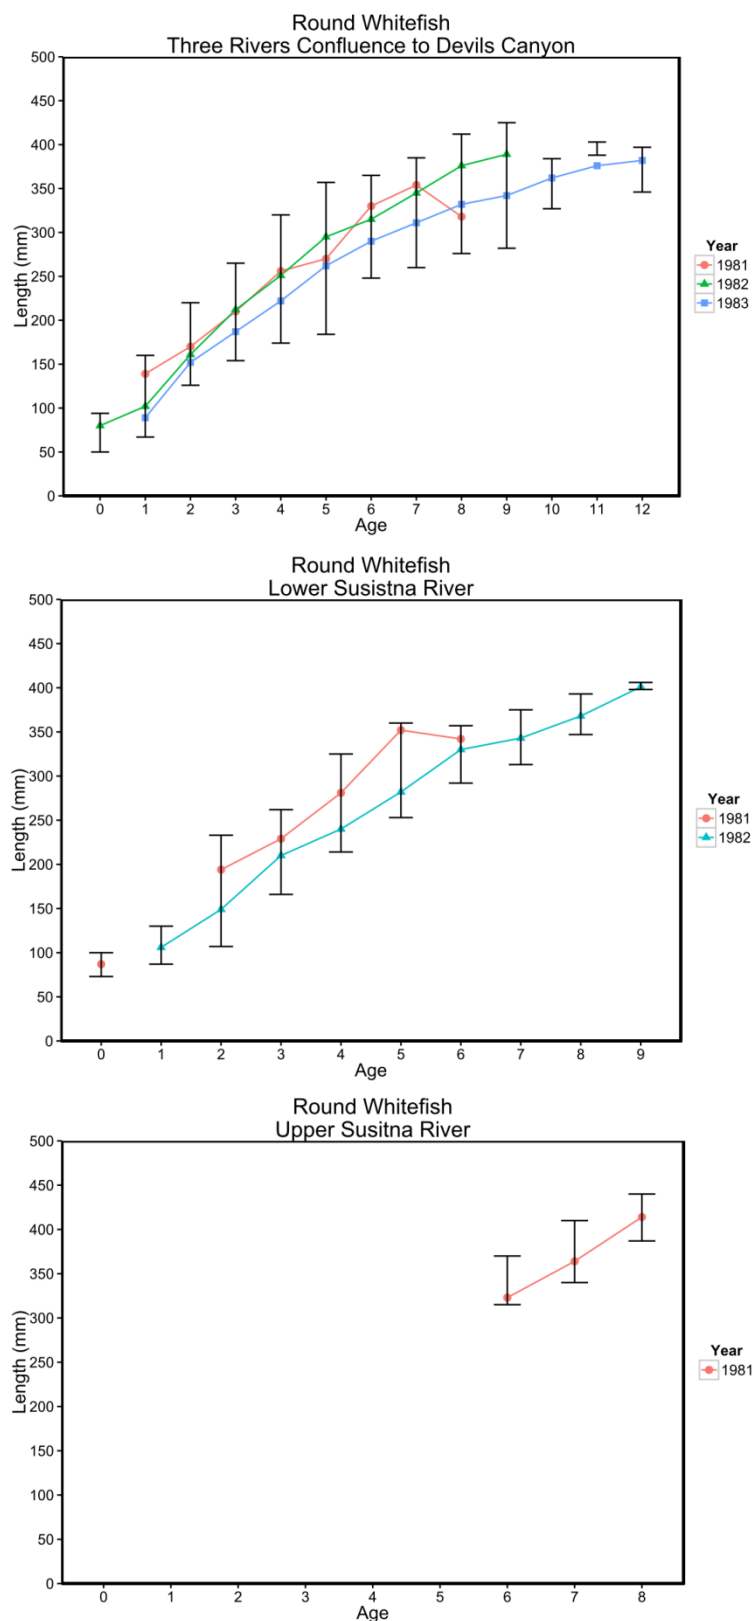 Round Whitefish
Three Rivers Confluence to Devils Canyon
500
450
400
350
300
250
200
150
100
50
0
Length (mm)
0 1 2 3 4 5 6 7 8 9 10 11 12
Age
Year
1981
1982
1983
Round Whitefish
Lower Susistna River
500
450
400
350
300
250
200
150
100
50
0
Length (mm)
0 1 2 3 4 5 6 7 8 9
Age
Year
1981
1982
Round Whitefish
Upper Susitna River
500
450
400
350
300
250
200
150
100
50
0
Length (mm)
0 1 2 3 4 5 6 7 8
Age
Year
1981